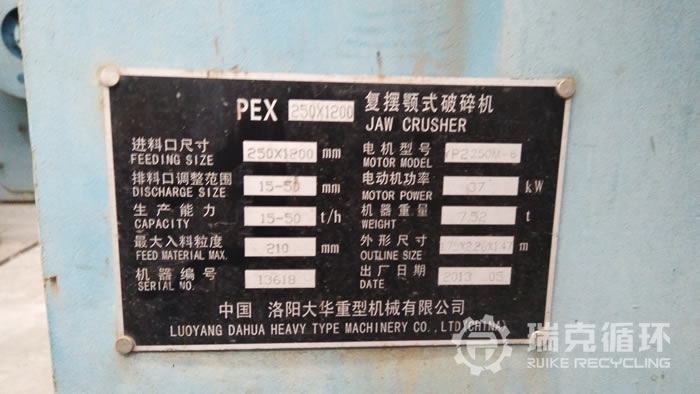 PEX 250X1200 复摆颚式破碎机
JAW CRUSHER
进料口尺寸 250X1200 mm
FEEDING SIZE
排料口调整范围 15-50 mm
DISCHARGE SIZE
生产能力 15-50 t/h
CAPACITY
最大入料粒度 210 mm
FEED MATERIAL MAX.
机器编号 13618
SERIAL NO.
电机型号
MOTOR MODEL
电动机功率 37 kW
MOTOR POWER
机器重量 7.52 t
WEIGHT
外形尺寸 m
OUTLINE SIZE
出厂日期 2013 05
DATE
中国 洛阳大华重型机械有限公司
LUOYANG DAHUA HEAVY TYPE MACHINERY CO.,LTD(CHINA)
瑞克循环
RUIKE RECYCLING